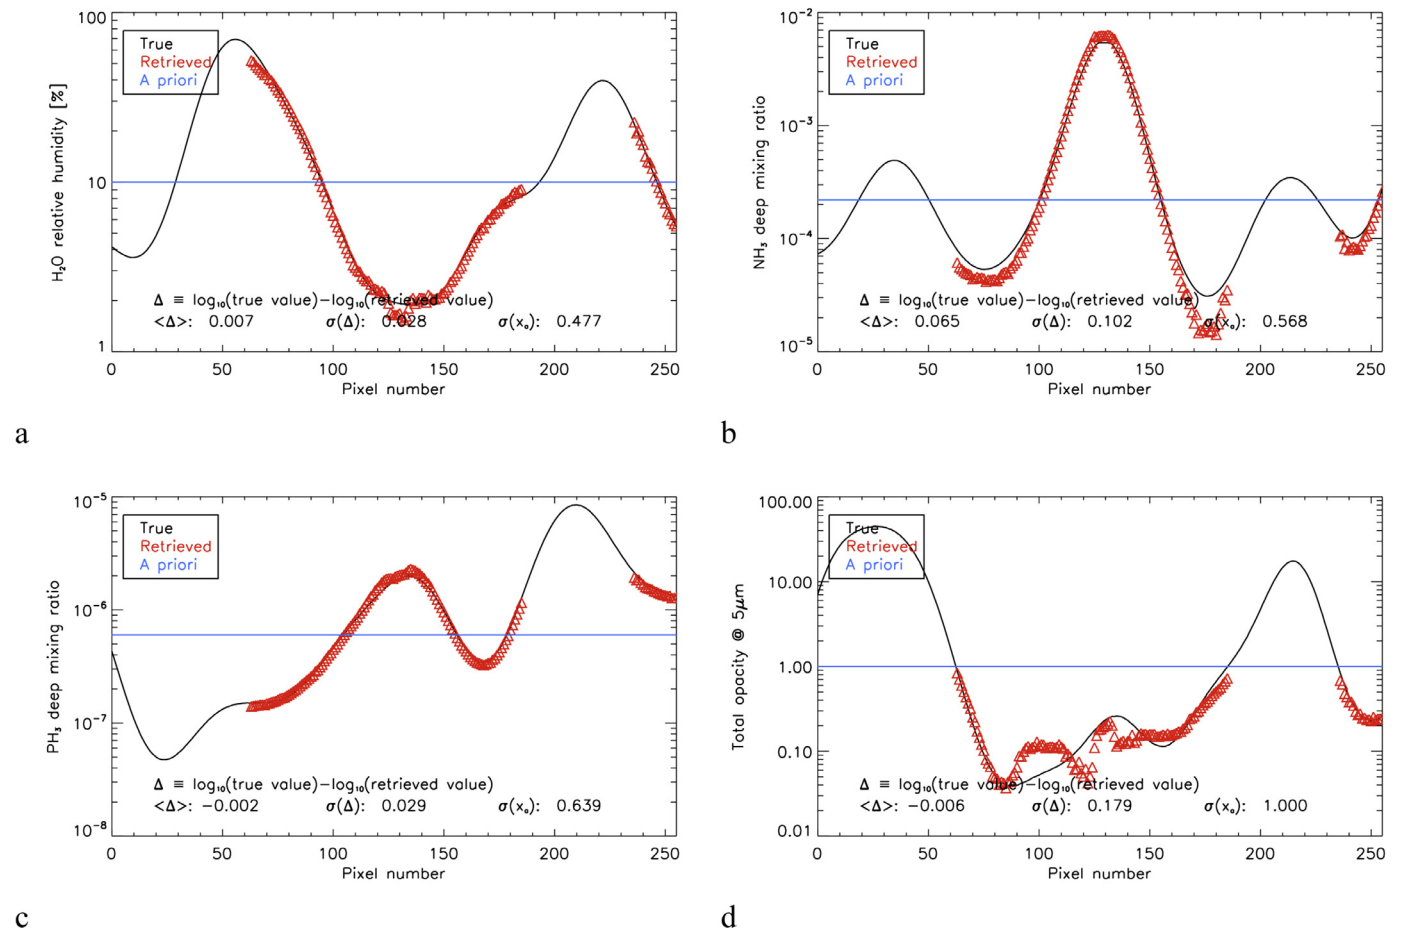 100
10
1
H₂O relative humidity [%]
True
Retrieved
A priori
Δ ≡ log₁₀(true value)−log₁₀(retrieved value)
<Δ>: 0.007 σ(Δ): 0.028 σ(xₐ): 0.477
0 50 100 150 200 250
Pixel number
a
10⁻²
10⁻³
10⁻⁴
10⁻⁵
NH₃ deep mixing ratio
True
Retrieved
A priori
Δ ≡ log₁₀(true value)−log₁₀(retrieved value)
<Δ>: 0.065 σ(Δ): 0.102 σ(xₐ): 0.568
0 50 100 150 200 250
Pixel number
b
10⁻⁵
10⁻⁶
10⁻⁷
10⁻⁸
PH₃ deep mixing ratio
True
Retrieved
A priori
Δ ≡ log₁₀(true value)−log₁₀(retrieved value)
<Δ>: −0.002 σ(Δ): 0.029 σ(xₐ): 0.639
0 50 100 150 200 250
Pixel number
c
100.00
10.00
1.00
0.10
0.01
Total opacity @ 5μm
True
Retrieved
A priori
Δ ≡ log₁₀(true value)−log₁₀(retrieved value)
<Δ>: −0.006 σ(Δ): 0.179 σ(xₐ): 1.000
0 50 100 150 200 250
Pixel number
d